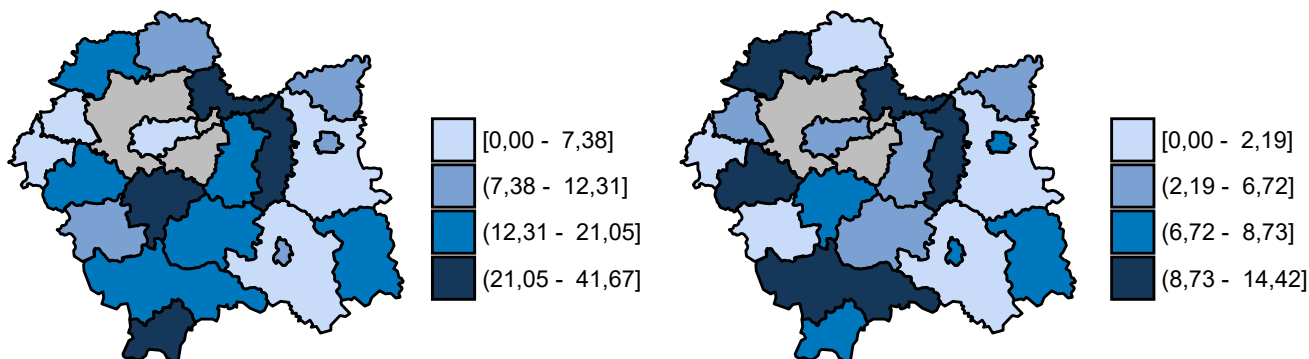 [0,00 - 7,38]
(7,38 - 12,31]
(12,31 - 21,05]
(21,05 - 41,67]
[0,00 - 2,19]
(2,19 - 6,72]
(6,72 - 8,73]
(8,73 - 14,42]